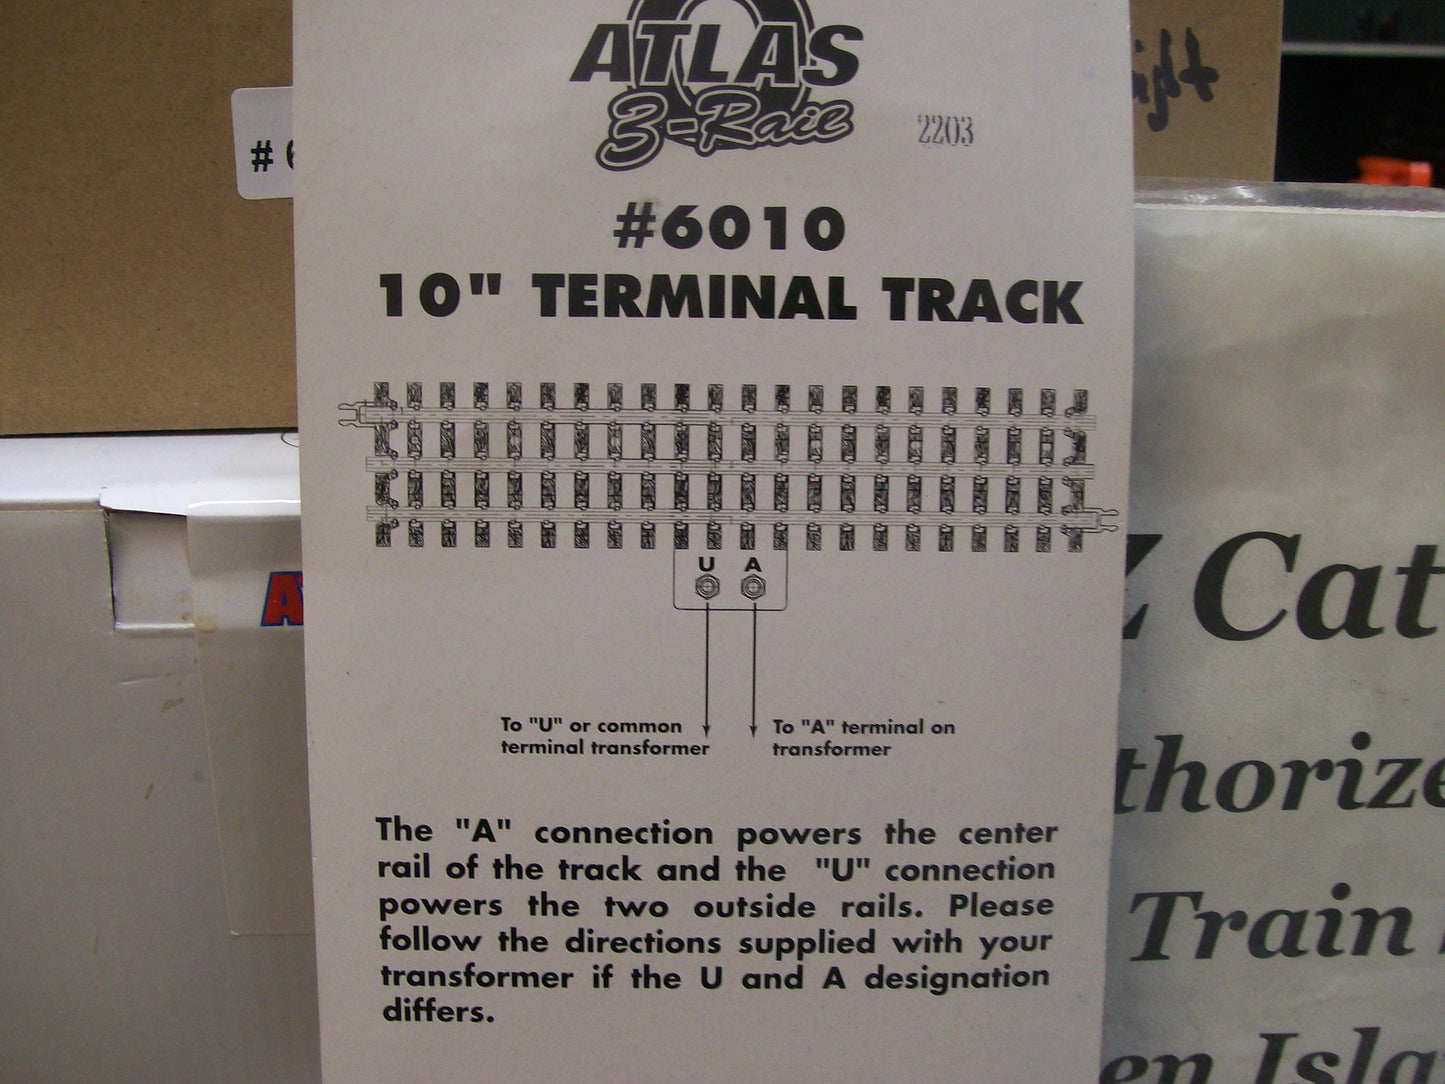 ATLAS
3-Rail
2203
#6010
10" TERMINAL TRACK
U A
To "U" or common
terminal transformer
To "A" terminal on
transformer
The "A" connection powers the center
rail of the track and the "U" connection
powers the two outside rails. Please
follow the directions supplied with your
transformer if the U and A designation
differs.
# 6
Cat
thorize
Train
en Isla